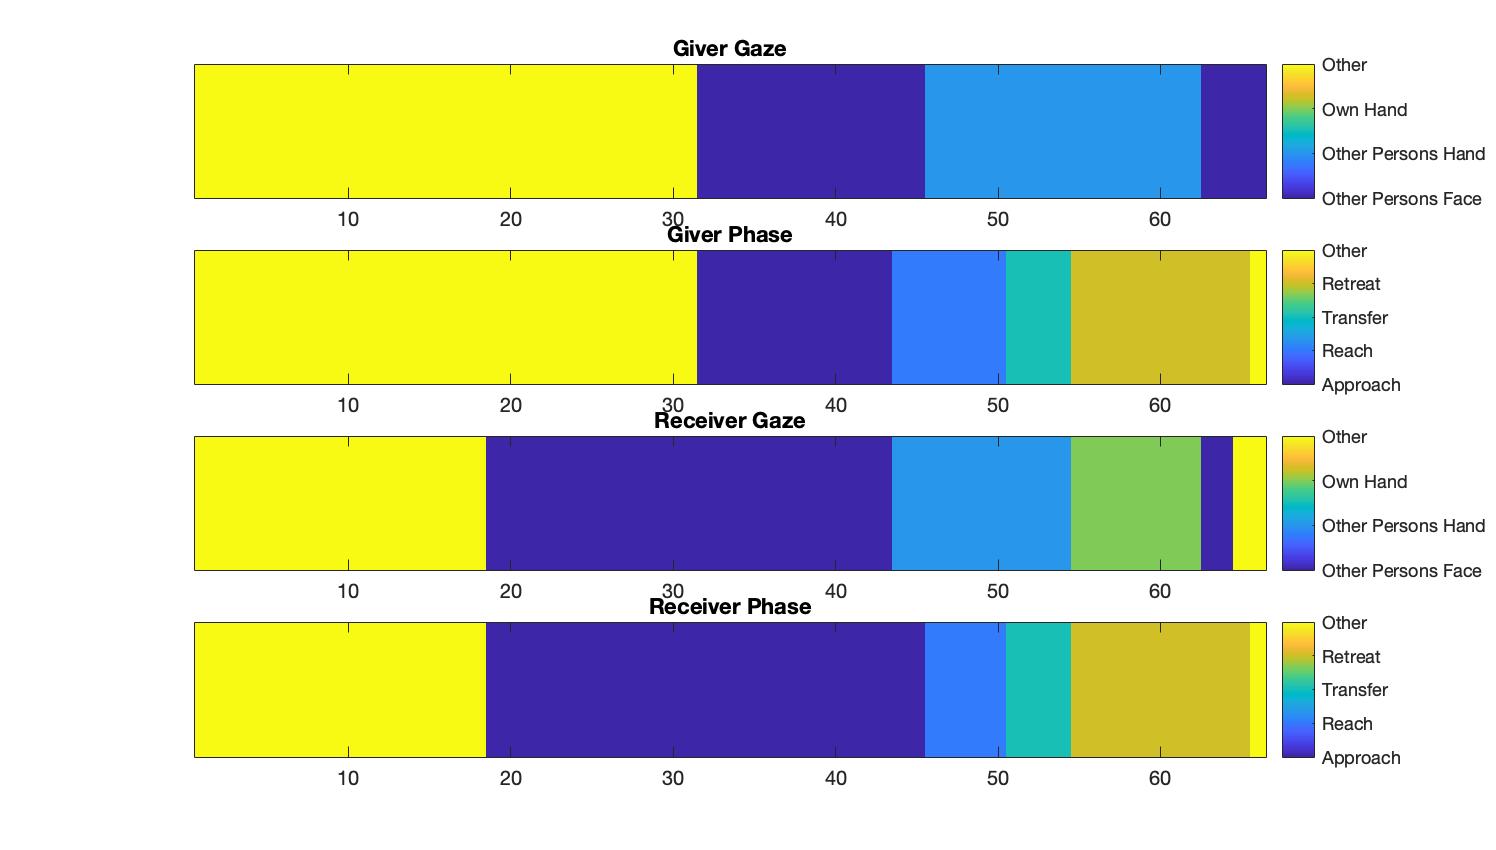 Giver Gaze
Other
Own Hand
Other Persons Hand
Other Persons Face
10 20 30 40 50 60
Giver Phase
Other
Retreat
Transfer
Reach
Approach
10 20 30 40 50 60
Receiver Gaze
Other
Own Hand
Other Persons Hand
Other Persons Face
10 20 30 40 50 60
Receiver Phase
Other
Retreat
Transfer
Reach
Approach
10 20 30 40 50 60